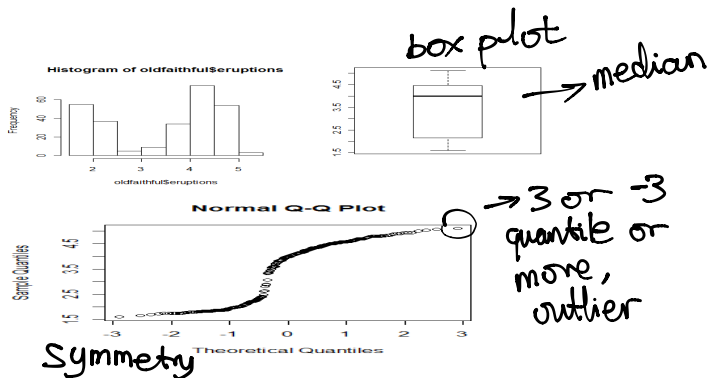 box plot
Histogram of oldfaithful$eruptions
Frequency
0 20 40 60
2 3 4 5
oldfaithful$eruptions
1.5 2.5 3.5 4.5
→ median
Normal Q-Q Plot
Sample Quantiles
1.5 2.5 3.5 4.5
-3 -2 -1 0 1 2 3
Theoretical Quantiles
→ 3 or -3
quantile or
more,
outlier
Symmetry